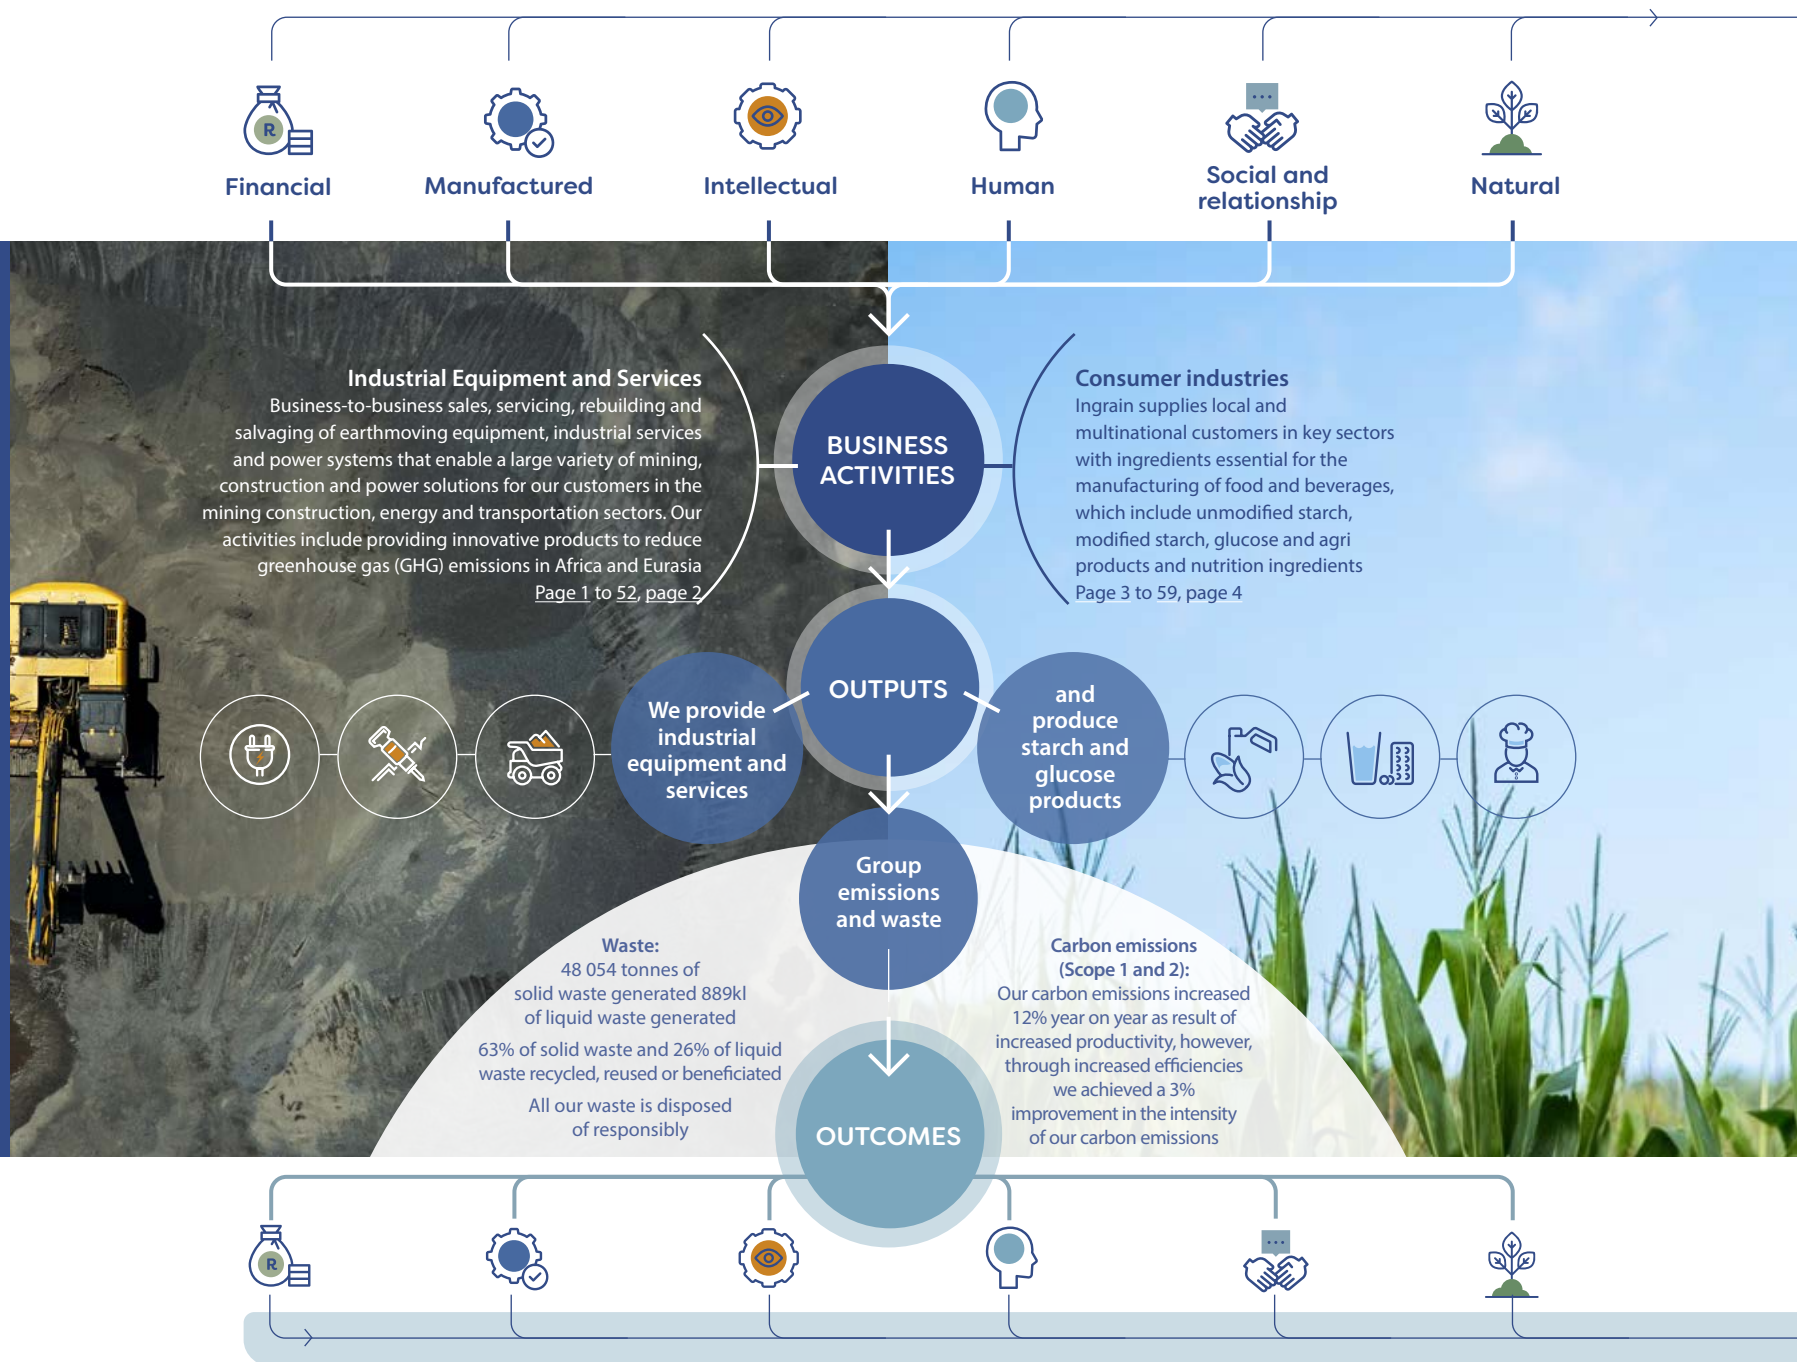 Financial
Manufactured
Intellectual
Human
Social and
relationship
Natural
Industrial Equipment and Services
Business-to-business sales, servicing, rebuilding and
salvaging of earthmoving equipment, industrial services
and power systems that enable a large variety of mining,
construction and power solutions for our customers in the
mining construction, energy and transportation sectors. Our
activities include providing innovative products to reduce
greenhouse gas (GHG) emissions in Africa and Eurasia
Page 1 to 52, page 2
BUSINESS
ACTIVITIES
Consumer industries
Ingrain supplies local and
multinational customers in key sectors
with ingredients essential for the
manufacturing of food and beverages,
which include unmodified starch,
modified starch, glucose and agri
products and nutrition ingredients
Page 3 to 59, page 4
We provide
industrial
equipment and
services
OUTPUTS
and
produce
starch and
glucose
products
Group
emissions
and waste
Waste:
48 054 tonnes of
solid waste generated 889kl
of liquid waste generated
63% of solid waste and 26% of liquid
waste recycled, reused or beneficiated
All our waste is disposed
of responsibly
Carbon emissions
(Scope 1 and 2):
Our carbon emissions increased
12% year on year as result of
increased productivity, however,
through increased efficiencies
we achieved a 3%
improvement in the intensity
of our carbon emissions
OUTCOMES
R
R